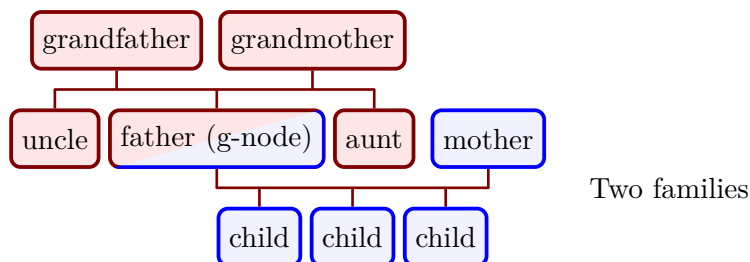 grandfather grandmother
uncle father (g-node) aunt mother
Two families
child child child